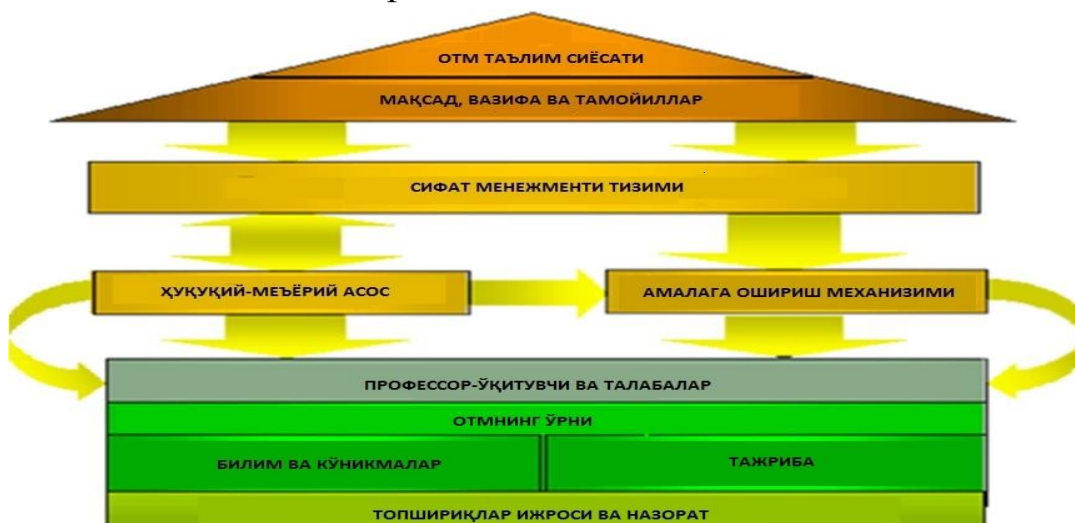 ОТМ ТАЪЛИМ СИЁСАТИ
МАҚСАД, ВАЗИФА ВА ТАМОЙИЛЛАР
СИФАТ МЕНЕЖМЕНТИ ТИЗИМИ
ҲУҚУҚИЙ-МЕЪЁРИЙ АСОС
АМАЛАГА ОШИРИШ МЕХАНИЗИМИ
ПРОФЕССОР-ЎҚИТУВЧИ ВА ТАЛАБАЛАР
ОТМНИНГ ЎРНИ
БИЛИМ ВА КЎНИКМАЛАР
ТАЖРИБА
ТОПШИРИҚЛАР ИЖРОСИ ВА НАЗОРАТ